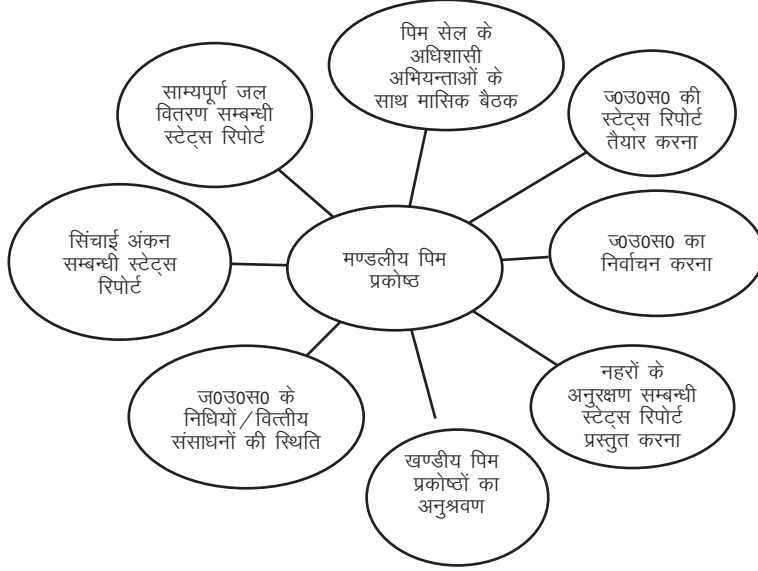 पिम सेल के
अधिशासी
अभियन्ताओं के
साथ मासिक बैठक
साम्यपूर्ण जल
वितरण सम्बन्धी
स्टेट्स रिपोर्ट
ज0उ0स0 की
स्टेट्स रिपोर्ट
तैयार करना
सिंचाई अंकन
सम्बन्धी स्टेट्स
रिपोर्ट
मण्डलीय पिम
प्रकोष्ठ
ज0उ0स0 का
निर्वाचन करना
ज0उ0स0 के
निधियों/वित्तीय
संसाधनों की स्थिति
नहरों के
अनुरक्षण सम्बन्धी
स्टेट्स रिपोर्ट
प्रस्तुत करना
खण्डीय पिम
प्रकोष्ठों का
अनुश्रवण